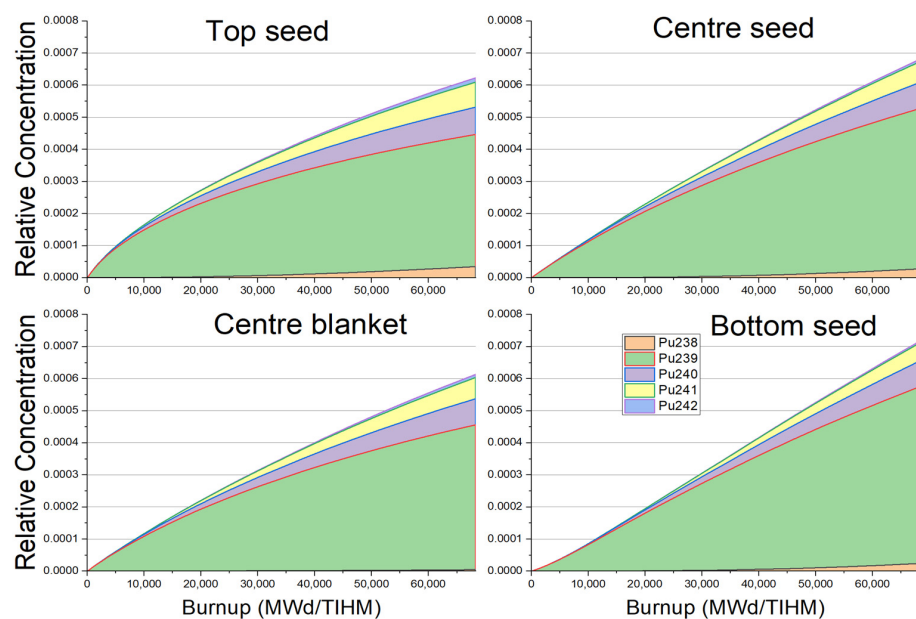 Top seed
Relative Concentration
0.0008
0.0007
0.0006
0.0005
0.0004
0.0003
0.0002
0.0001
0.0000
0 10,000 20,000 30,000 40,000 50,000 60,000
Centre seed
0.0008
0.0007
0.0006
0.0005
0.0004
0.0003
0.0002
0.0001
0.0000
0 10,000 20,000 30,000 40,000 50,000 60,000
Centre blanket
Relative Concentration
0.0008
0.0007
0.0006
0.0005
0.0004
0.0003
0.0002
0.0001
0.0000
0 10,000 20,000 30,000 40,000 50,000 60,000
Burnup (MWd/TIHM)
Bottom seed
0.0008
0.0007
0.0006
0.0005
0.0004
0.0003
0.0002
0.0001
0.0000
Pu238
Pu239
Pu240
Pu241
Pu242
0 10,000 20,000 30,000 40,000 50,000 60,000
Burnup (MWd/TIHM)